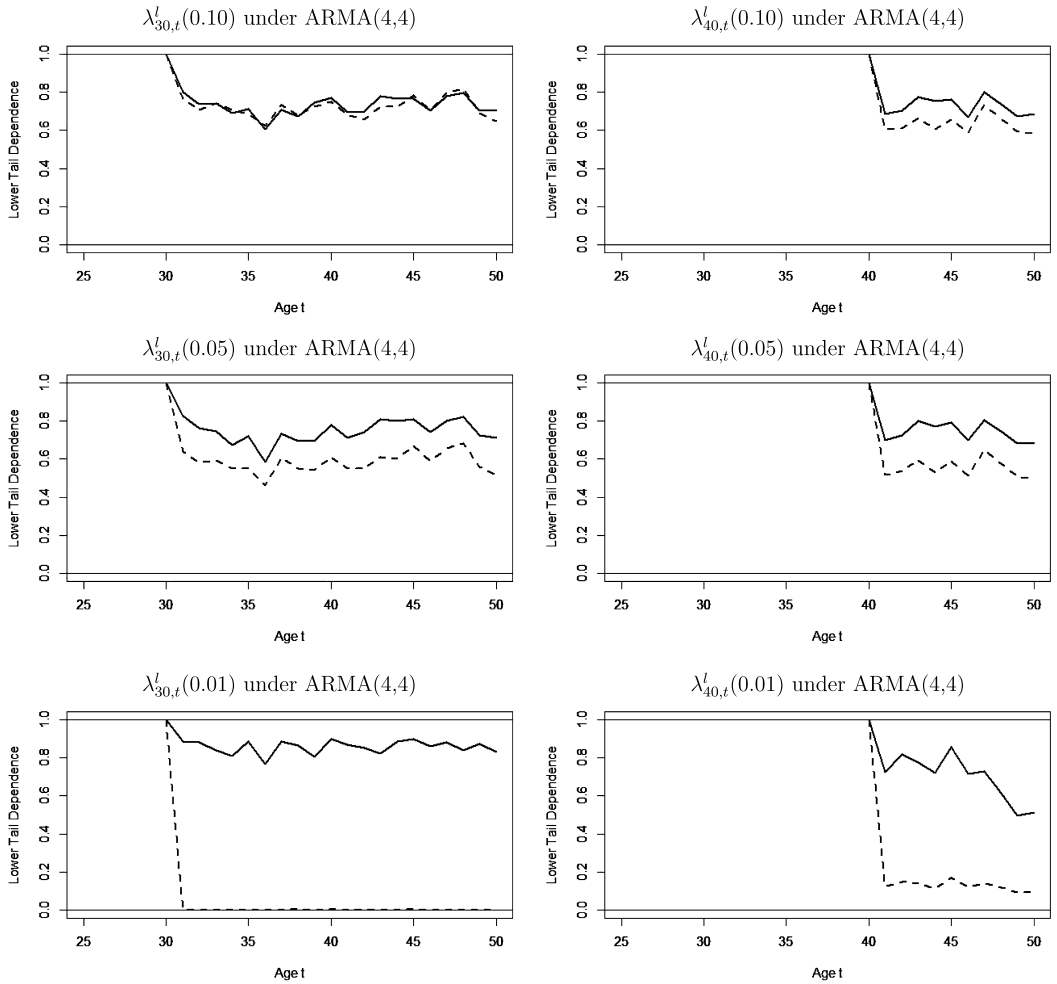 λ^l_{30,t}(0.10) under ARMA(4,4)
Lower Tail Dependence
0.0 0.2 0.4 0.6 0.8 1.0
25 30 35 40 45 50
Age t
λ^l_{40,t}(0.10) under ARMA(4,4)
Lower Tail Dependence
0.0 0.2 0.4 0.6 0.8 1.0
25 30 35 40 45 50
Age t
λ^l_{30,t}(0.05) under ARMA(4,4)
Lower Tail Dependence
0.0 0.2 0.4 0.6 0.8 1.0
25 30 35 40 45 50
Age t
λ^l_{40,t}(0.05) under ARMA(4,4)
Lower Tail Dependence
0.0 0.2 0.4 0.6 0.8 1.0
25 30 35 40 45 50
Age t
λ^l_{30,t}(0.01) under ARMA(4,4)
Lower Tail Dependence
0.0 0.2 0.4 0.6 0.8 1.0
25 30 35 40 45 50
Age t
λ^l_{40,t}(0.01) under ARMA(4,4)
Lower Tail Dependence
0.0 0.2 0.4 0.6 0.8 1.0
25 30 35 40 45 50
Age t